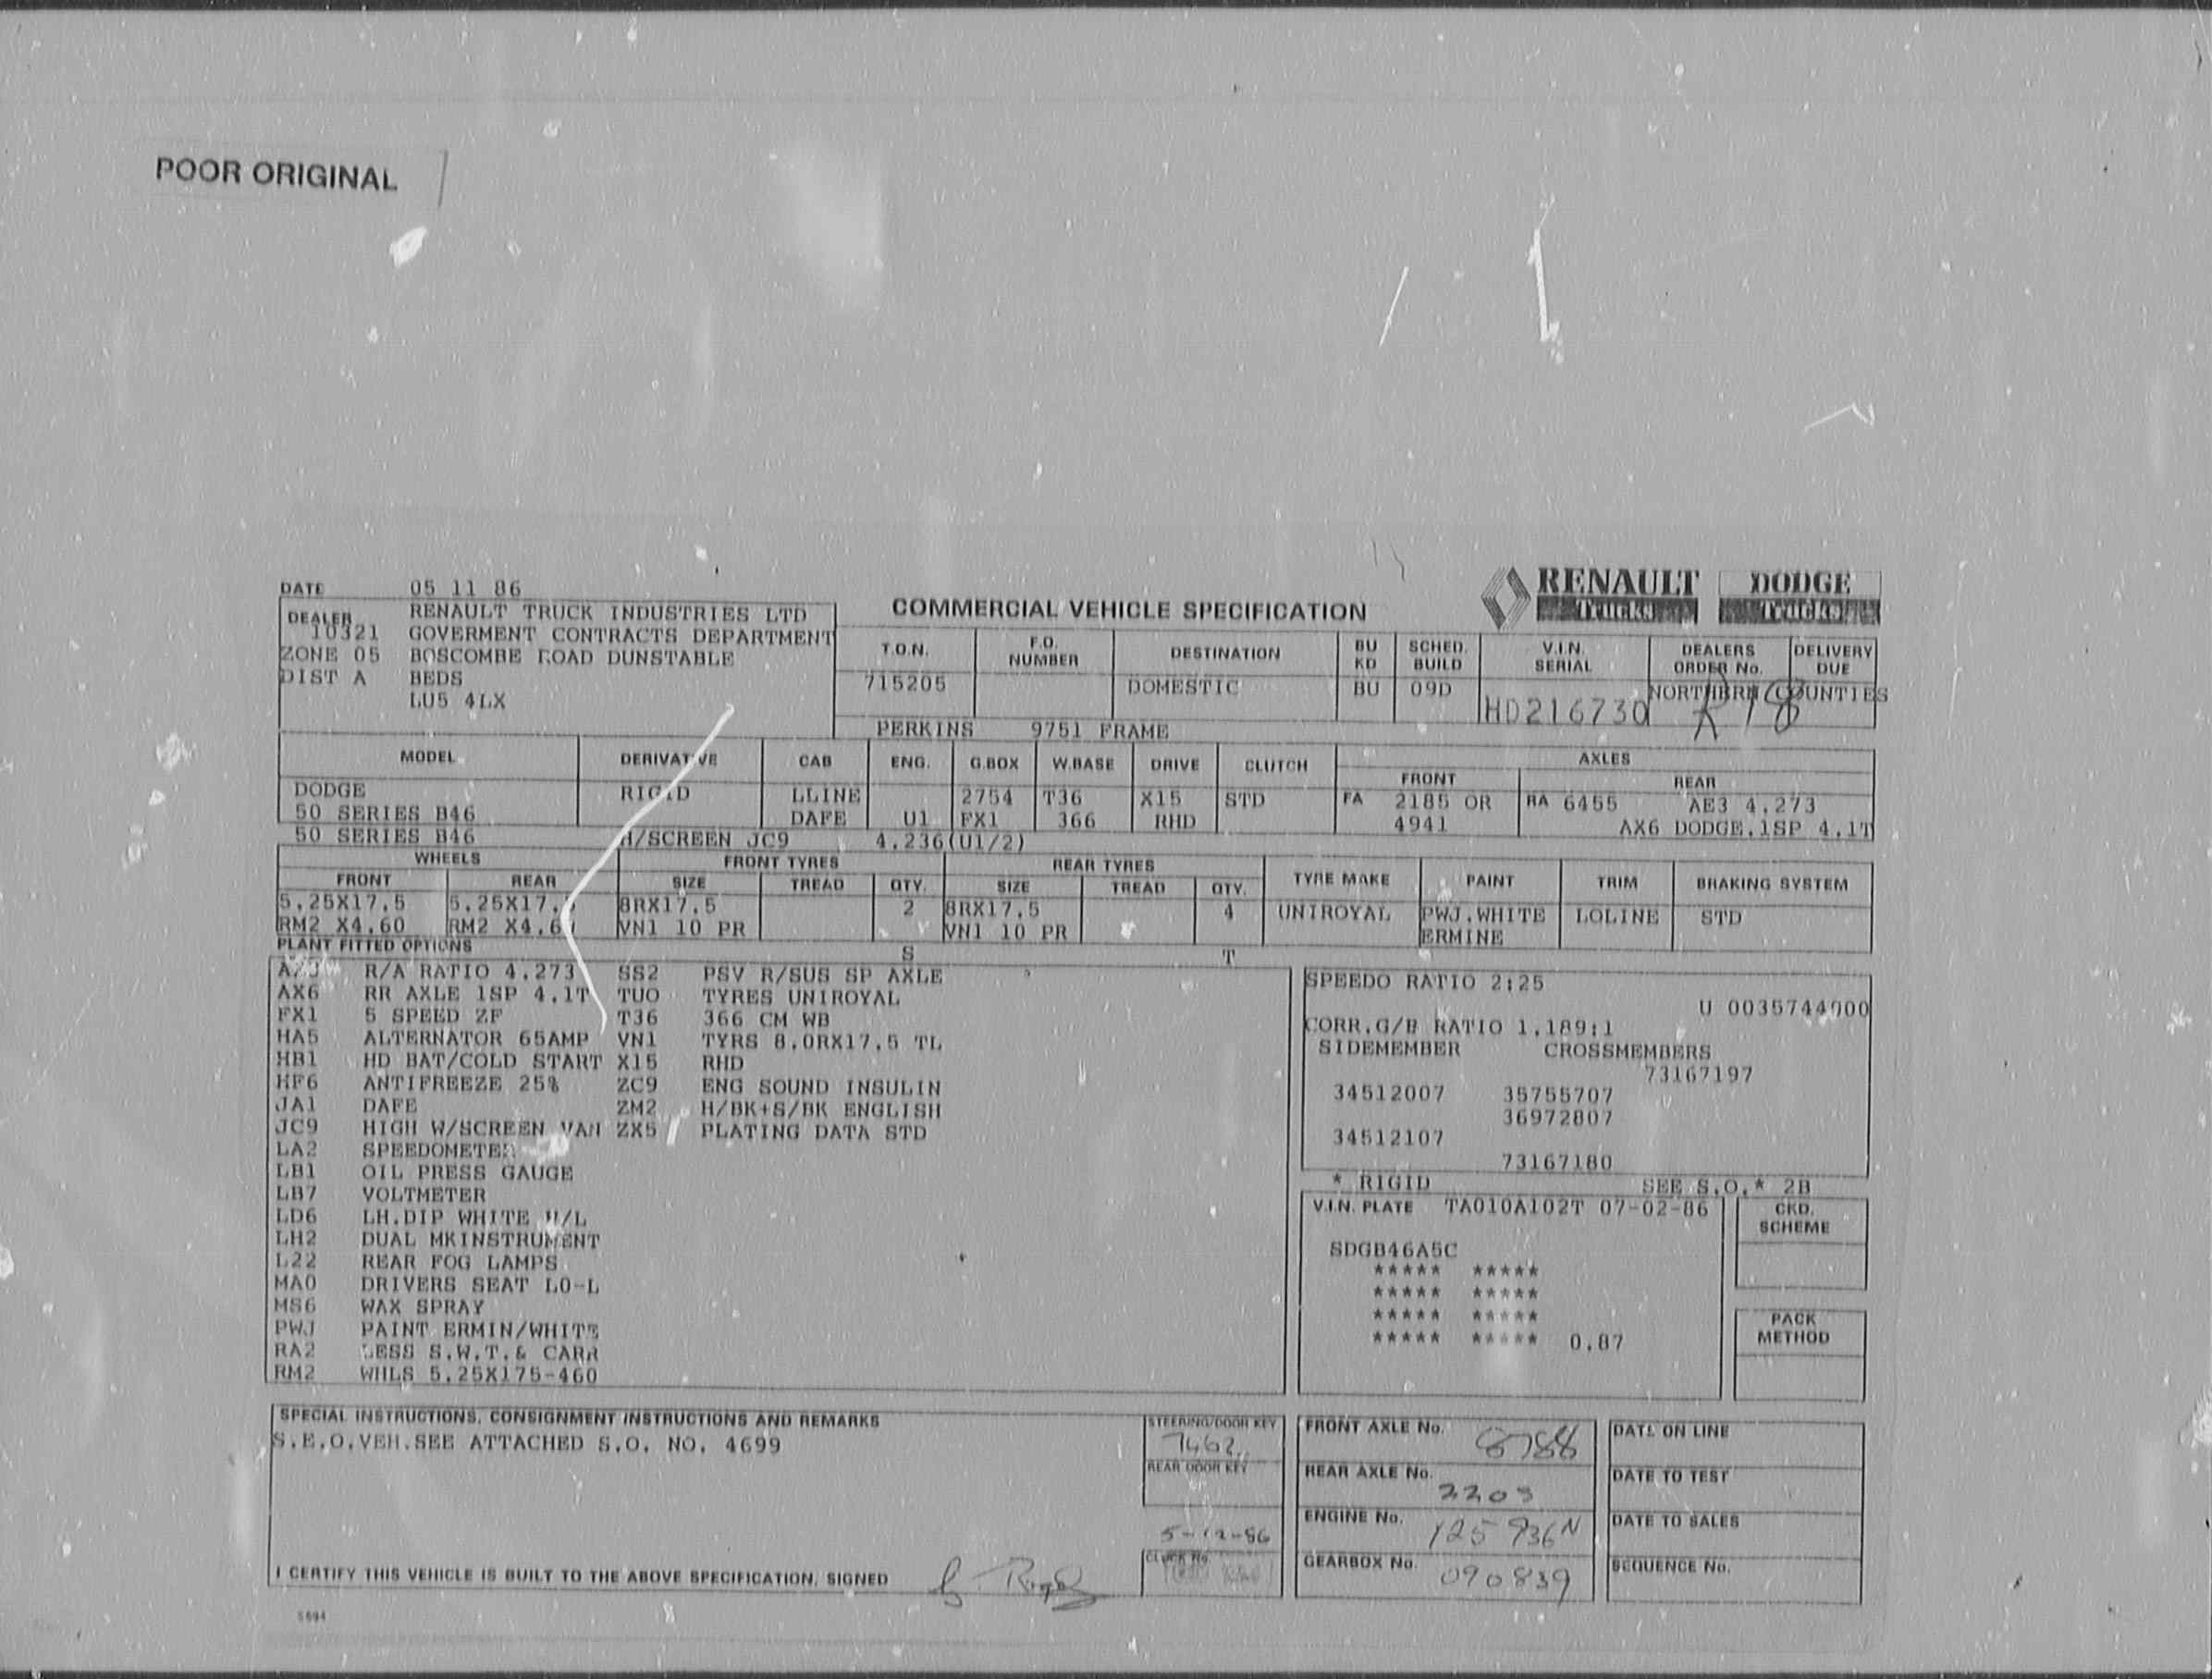 POOR ORIGINAL
DATE 05 11 86
RENAULT TRUCKS
DODGE TRUCKS
COMMERCIAL VEHICLE SPECIFICATION
DEALER 10321 RENAULT TRUCK INDUSTRIES LTD
GOVERMENT CONTRACTS DEPARTMENT
ZONE 05 BOSCOMBE ROAD DUNSTABLE
DIST A BEDS
LU5 4LX
T.O.N. F.O. NUMBER DESTINATION BU KD SCHED. BUILD V.I.N. SERIAL DEALERS ORDER No. DELIVERY DUE
715205 DOMESTIC BU 09D HD216730 NORTHERN COUNTIES
R18
PERKINS 9751 FRAME
MODEL DERIVATIVE CAB ENG. G.BOX W.BASE DRIVE CLUTCH AXLES
FRONT REAR
DODGE RIGID LLINE 2754 T36 X15 STD FA 2185 OR RA 6455 AE3 4.273
50 SERIES B46 DAFE U1 FX1 366 RHD 4941 AX6 DODGE.1SP 4.1T
50 SERIES B46 H/SCREEN JC9 4.236(U1/2)
WHEELS FRONT TYRES REAR TYRES TYRE MAKE PAINT TRIM BRAKING SYSTEM
FRONT REAR SIZE TREAD QTY. SIZE TREAD QTY.
5.25X17.5 5.25X17.5 8RX17.5 2 8RX17.5 4 UNIROYAL PWJ.WHITE LOLINE STD
RM2 X4.60 RM2 X4.60 VN1 10 PR VN1 10 PR ERMINE
PLANT FITTED OPTIONS S T
R/A RATIO 4.273 SS2 PSV R/SUS SP AXLE
AX6 RR AXLE 1SP 4.1T TUO TYRES UNIROYAL
FX1 5 SPEED ZF T36 366 CM WB
HA5 ALTERNATOR 65AMP VN1 TYRS 8.0RX17.5 TL
HB1 HD BAT/COLD START X15 RHD
HF6 ANTIFREEZE 25% ZC9 ENG SOUND INSULIN
JA1 DAFE ZM2 H/BK+S/BK ENGLISH
JC9 HIGH W/SCREEN VAN ZX5 PLATING DATA STD
LA2 SPEEDOMETER
LB1 OIL PRESS GAUGE
LB7 VOLTMETER
LD6 LH.DIP WHITE H/L
LH2 DUAL MKINSTRUMENT
L22 REAR FOG LAMPS
MA0 DRIVERS SEAT LO-L
MS6 WAX SPRAY
PWJ PAINT ERMIN/WHITE
RA2 LESS S.W.T.& CARR
RM2 WHLS 5.25X175-460
SPEEDO RATIO 2:25
U 0035744000
CORR.G/B RATIO 1.189:1
SIDEMEMBER CROSSMEMBERS
73167197
34512007 35755707
36972807
34512107
73167180
* RIGID SEE S.O.* 2B
V.I.N. PLATE TA010A102T 07-02-86
SDGB46A5C
***** *****
***** *****
***** *****
***** ***** 0.87
CKD. SCHEME
PACK METHOD
SPECIAL INSTRUCTIONS, CONSIGNMENT INSTRUCTIONS AND REMARKS
S.E.O.VEH.SEE ATTACHED S.O. NO. 4699
STEERING/DOOR KEY
7462
REAR DOOR KEY
5-12-86
CLOCK No.
FRONT AXLE No. 8788
REAR AXLE No. 2203
ENGINE No. 125936N
GEARBOX No. 090839
DATE ON LINE
DATE TO TEST
DATE TO SALES
SEQUENCE No.
I CERTIFY THIS VEHICLE IS BUILT TO THE ABOVE SPECIFICATION, SIGNED
5694